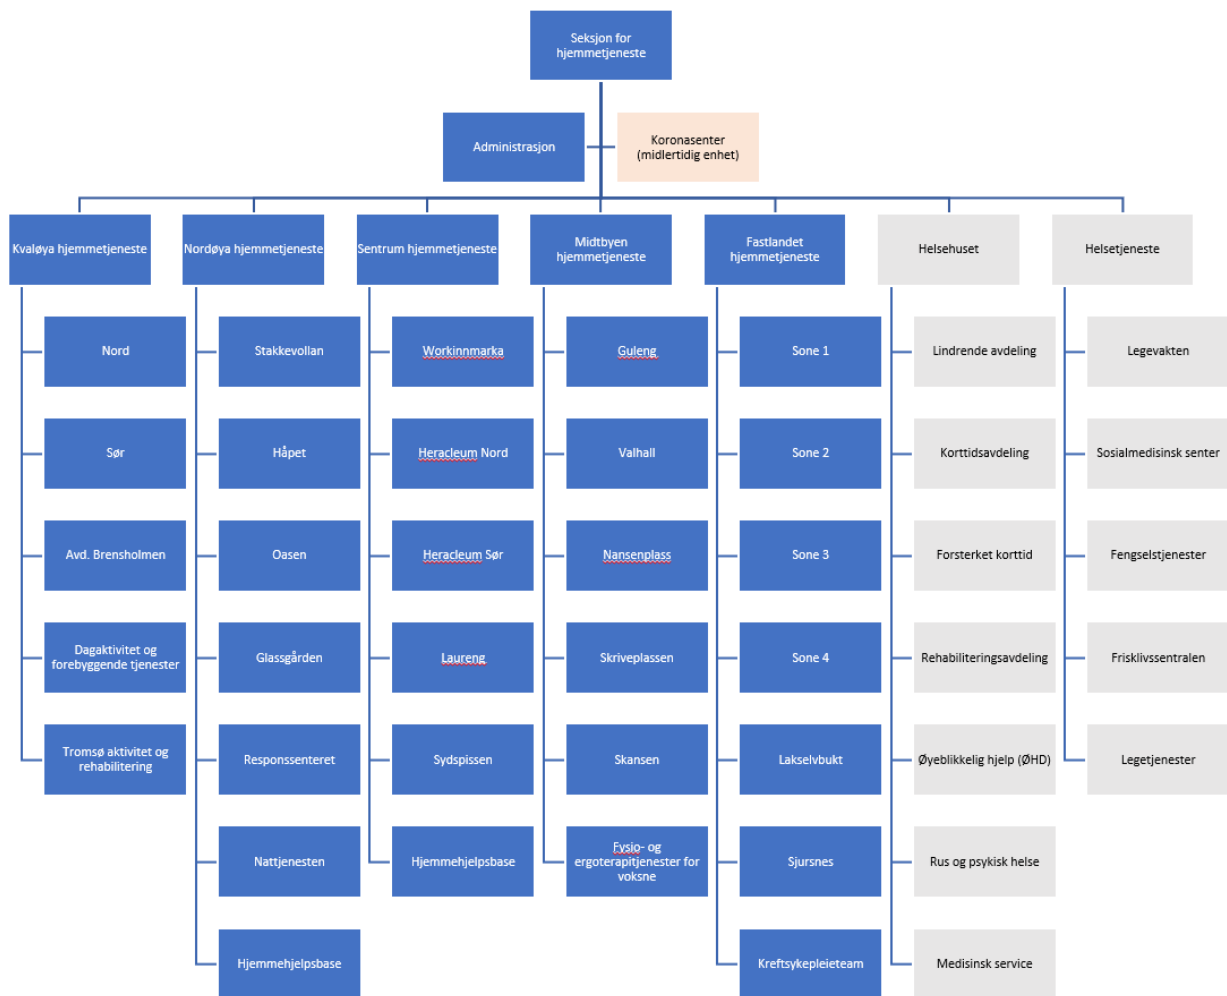 Seksjon for
hjemmetjeneste
Administrasjon
Koronasenter
(midlertidig enhet)
Kvaløya hjemmetjeneste
Nordøya hjemmetjeneste
Sentrum hjemmetjeneste
Midtbyen
hjemmetjeneste
Fastlandet
hjemmetjeneste
Helsehuset
Helsetjeneste
Nord
Sør
Avd. Brensholmen
Dagaktivitet og
forebyggende tjenester
Tromsø aktivitet og
rehabilitering
Stakkevollan
Håpet
Oasen
Glassgården
Responssenteret
Nattjenesten
Hjemmehjelpsbase
Workinnmarka
Heracleum Nord
Heracleum Sør
Laureng
Sydspissen
Hjemmehjelpsbase
Guleng
Valhall
Nansenplass
Skriveplassen
Skansen
Fysio- og
ergoterapitjenester for
voksne
Sone 1
Sone 2
Sone 3
Sone 4
Lakselvbukt
Sjursnes
Kreftsykepleieteam
Lindrende avdeling
Korttidsavdeling
Forsterket korttid
Rehabiliteringsavdeling
Øyeblikkelig hjelp (ØHD)
Rus og psykisk helse
Medisinsk service
Legevakten
Sosialmedisinsk senter
Fengselstjenester
Frisklivssentralen
Legetjenester